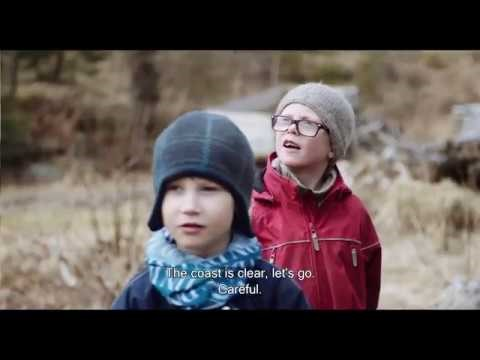 The coast is clear, let's go.
Careful.